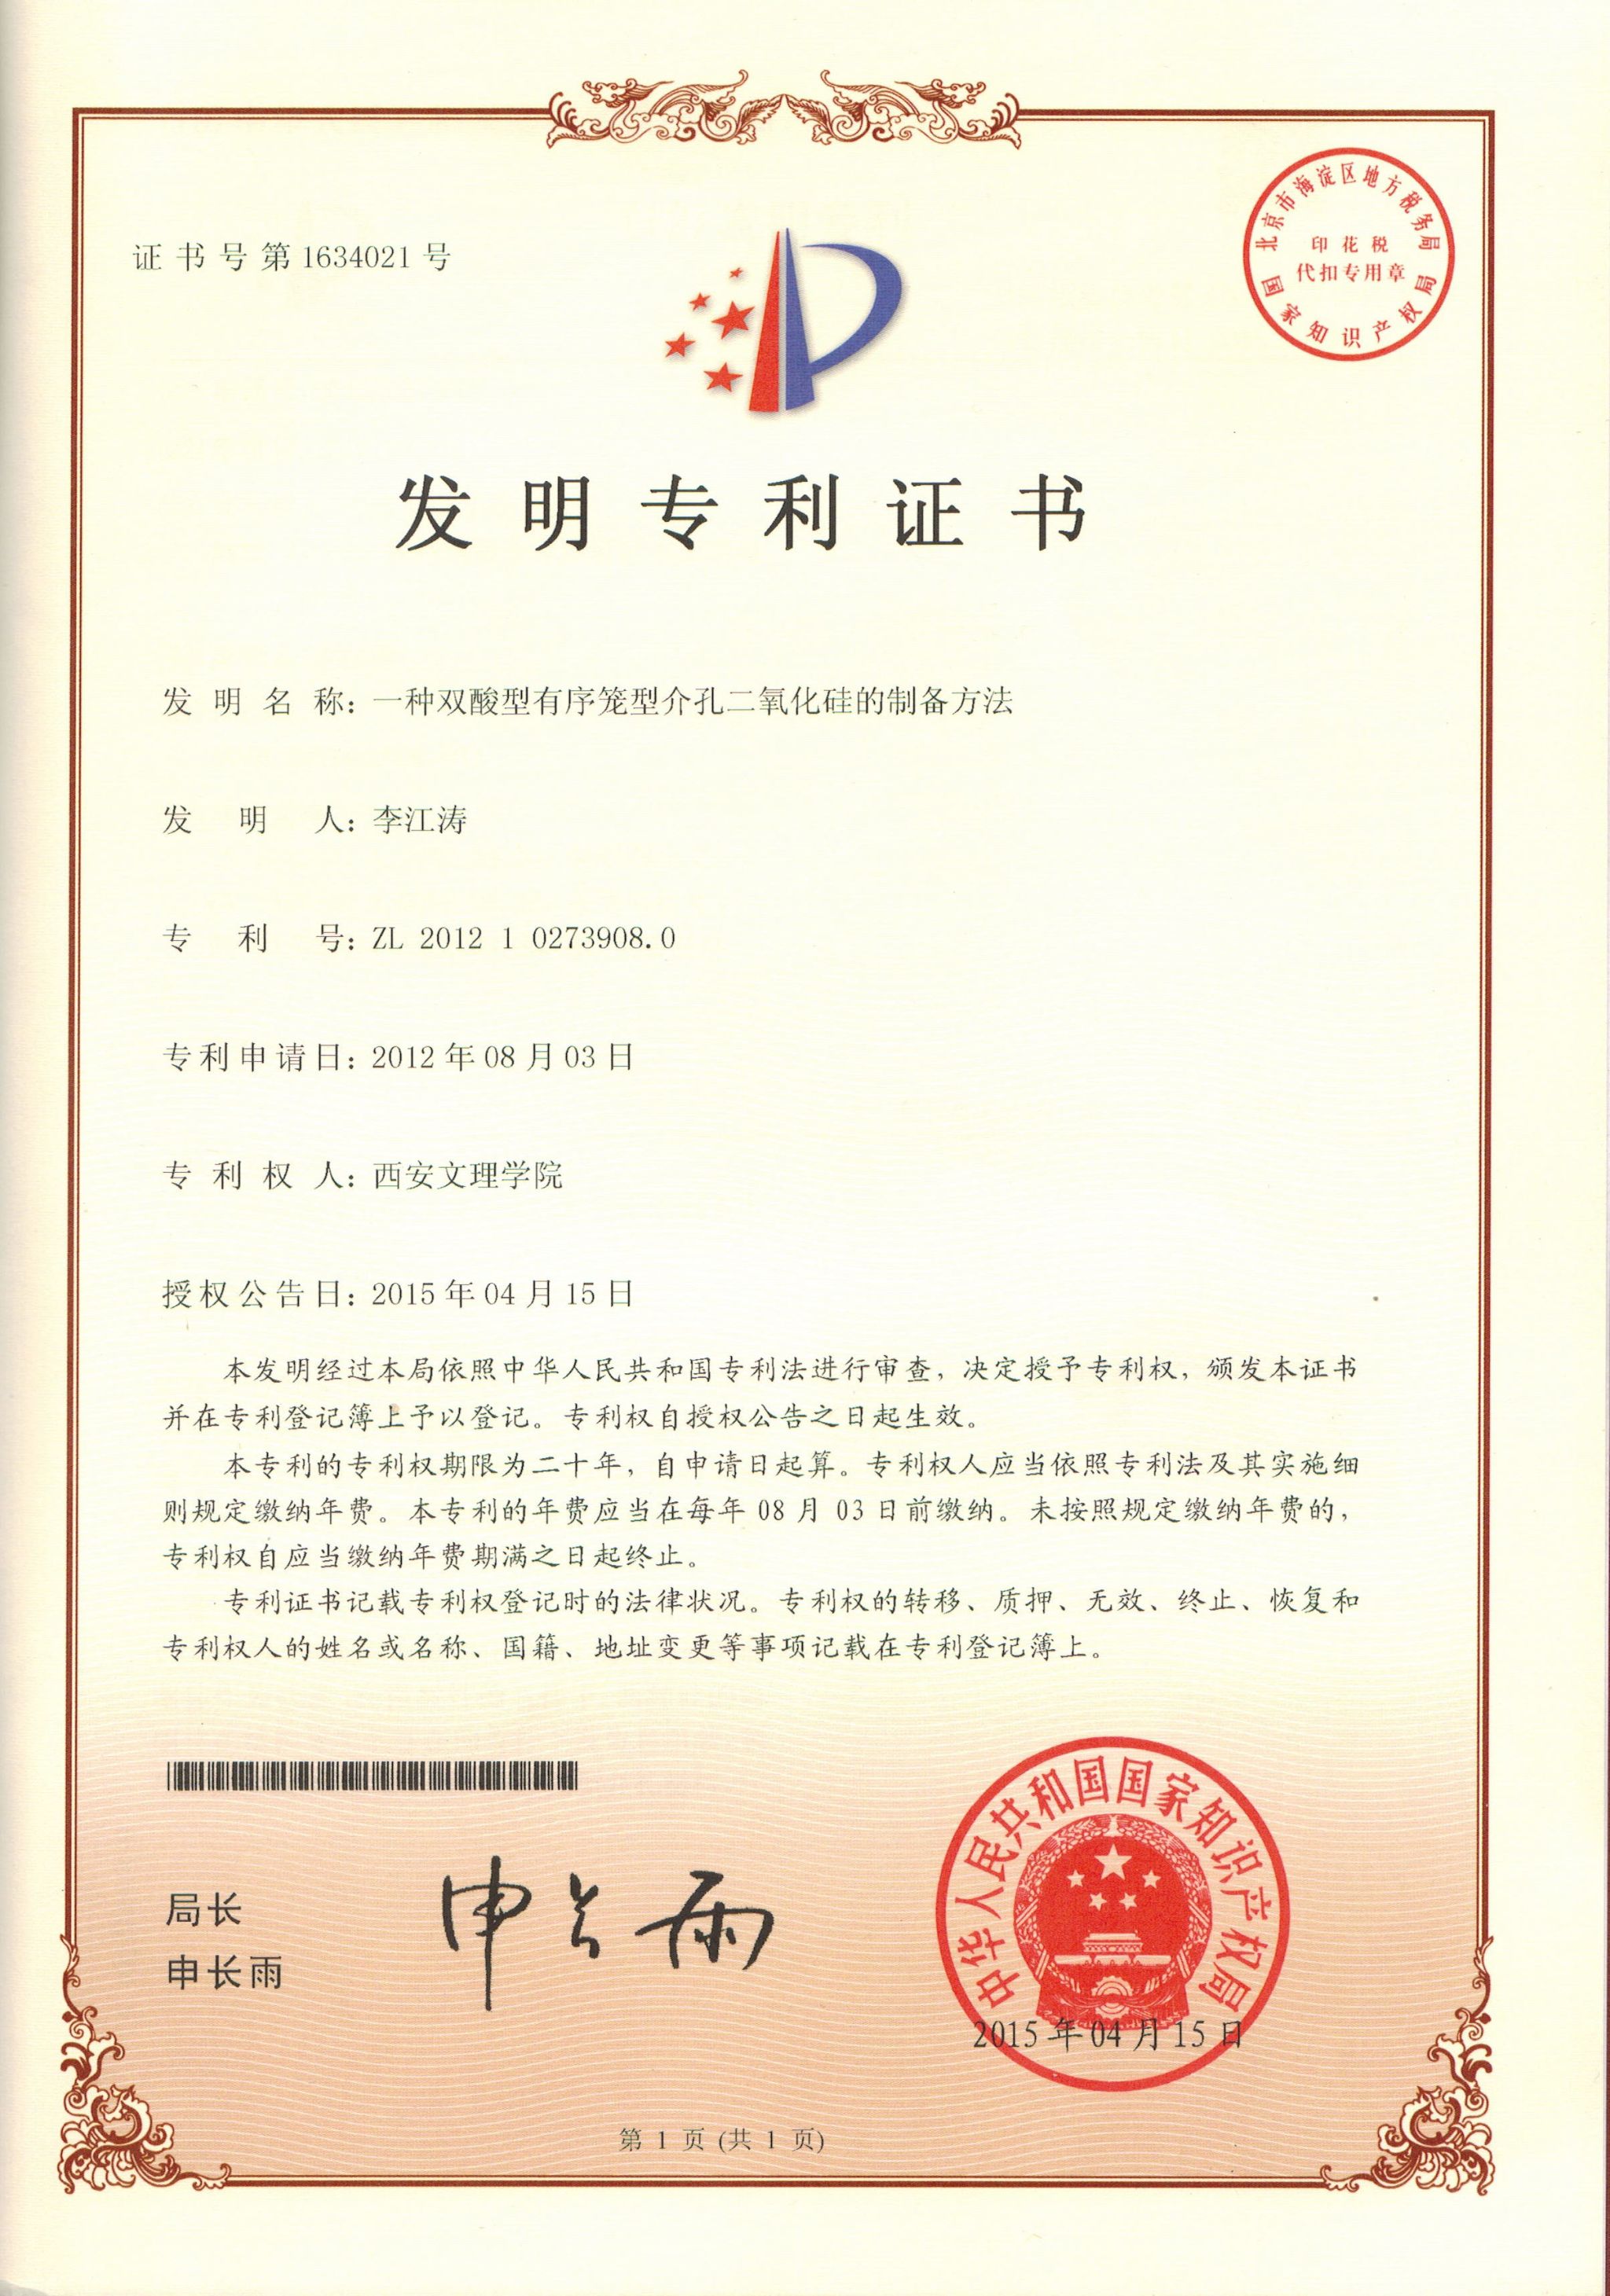 证书号第1634021号
北京市海淀区地方税务局
印花税
代扣专用章
国家知识产权局
发明专利证书
发明名称：一种双酸型有序笼型介孔二氧化硅的制备方法
发明人：李江涛
专利号：ZL 2012 1 0273908.0
专利申请日：2012年08月03日
专利权人：西安文理学院
授权公告日：2015年04月15日
本发明经过本局依照中华人民共和国专利法进行审查，决定授予专利权，颁发本证书
并在专利登记簿上予以登记。专利权自授权公告之日起生效。
本专利的专利权期限为二十年，自申请日起算。专利权人应当依照专利法及其实施细
则规定缴纳年费。本专利的年费应当在每年08月03日前缴纳。未按照规定缴纳年费的，
专利权自应当缴纳年费期满之日起终止。
专利证书记载专利权登记时的法律状况。专利权的转移、质押、无效、终止、恢复和
专利权人的姓名或名称、国籍、地址变更等事项记载在专利登记簿上。
局长
申长雨
申长雨
中华人民共和国国家知识产权局
2015年04月15日
第1页(共1页)